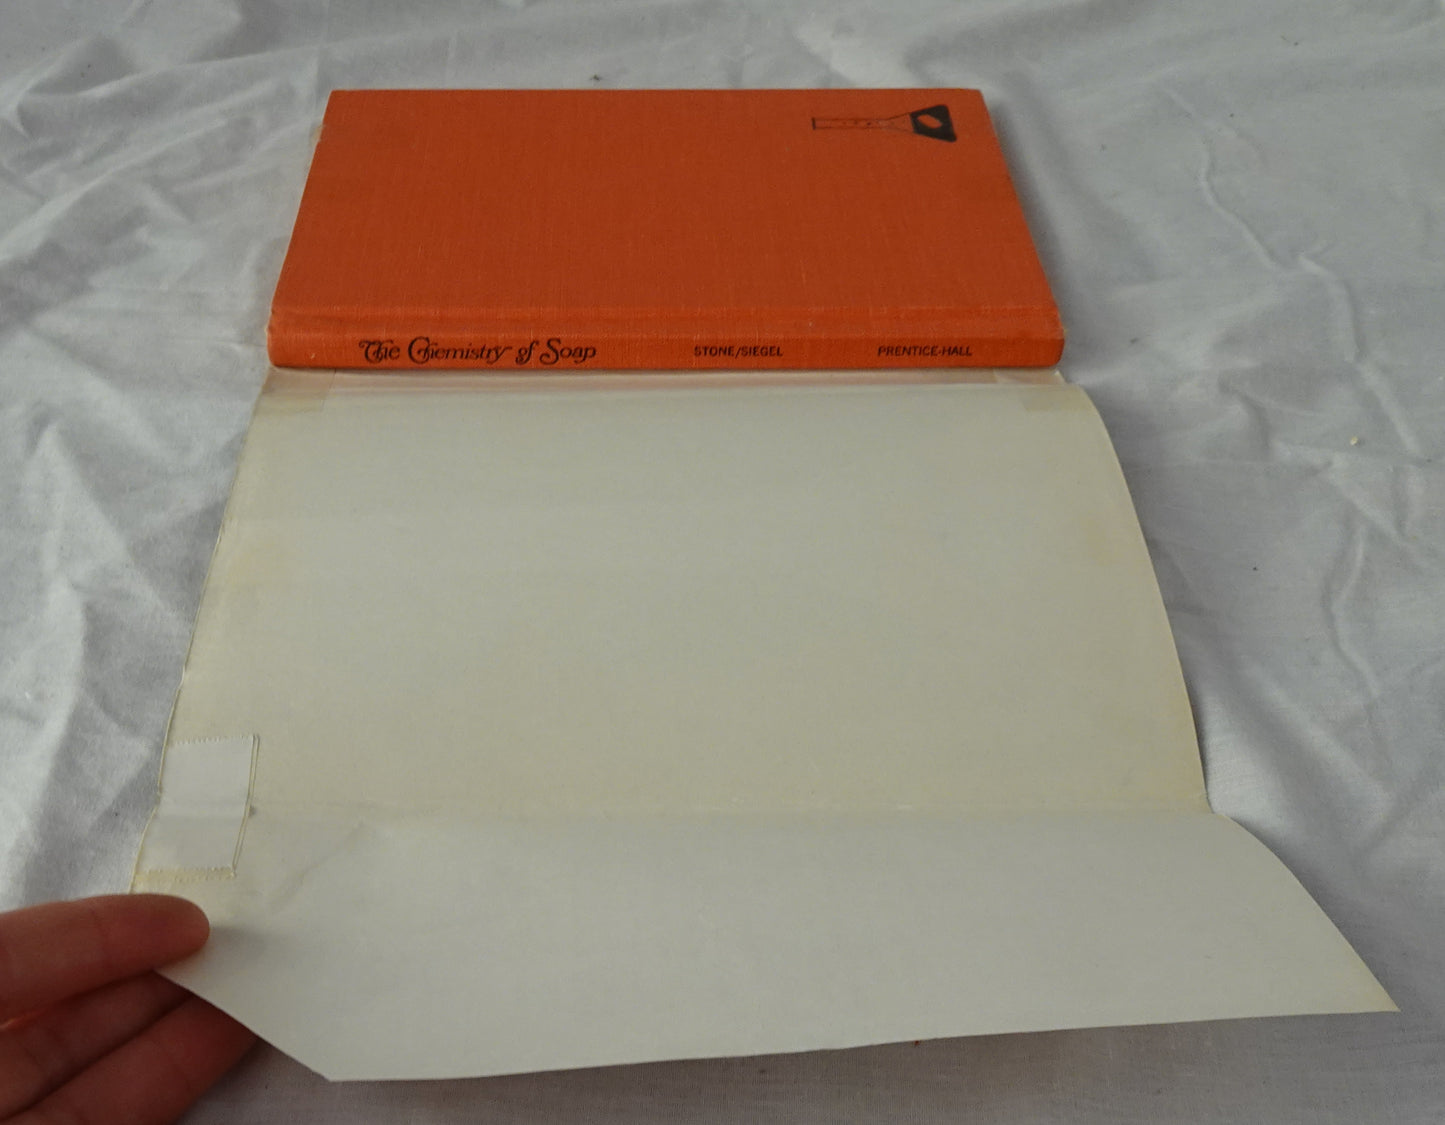 The Chemistry of Soap STONE/SIEGEL PRENTICE-HALL